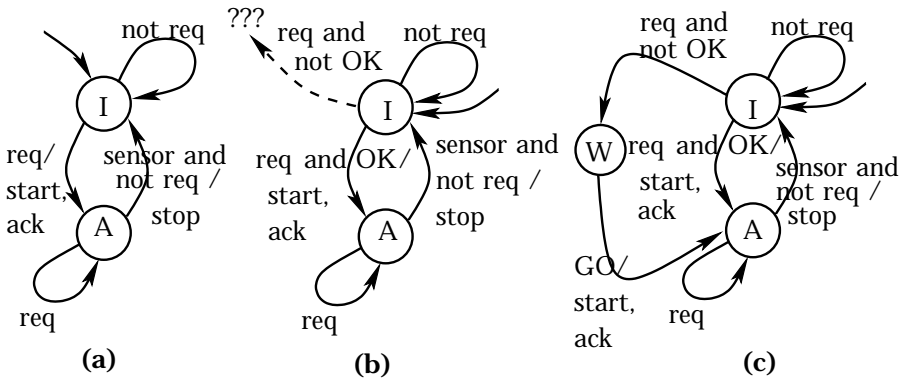 not req
I
req/
start,
ack
sensor and
not req /
stop
A
req
(a)
???
req and
not OK
not req
I
req and OK/
start,
ack
sensor and
not req /
stop
A
req
(b)
req and
not OK
not req
I
W
req and OK/
start,
ack
sensor and
not req /
stop
A
GO/
start,
ack
req
(c)